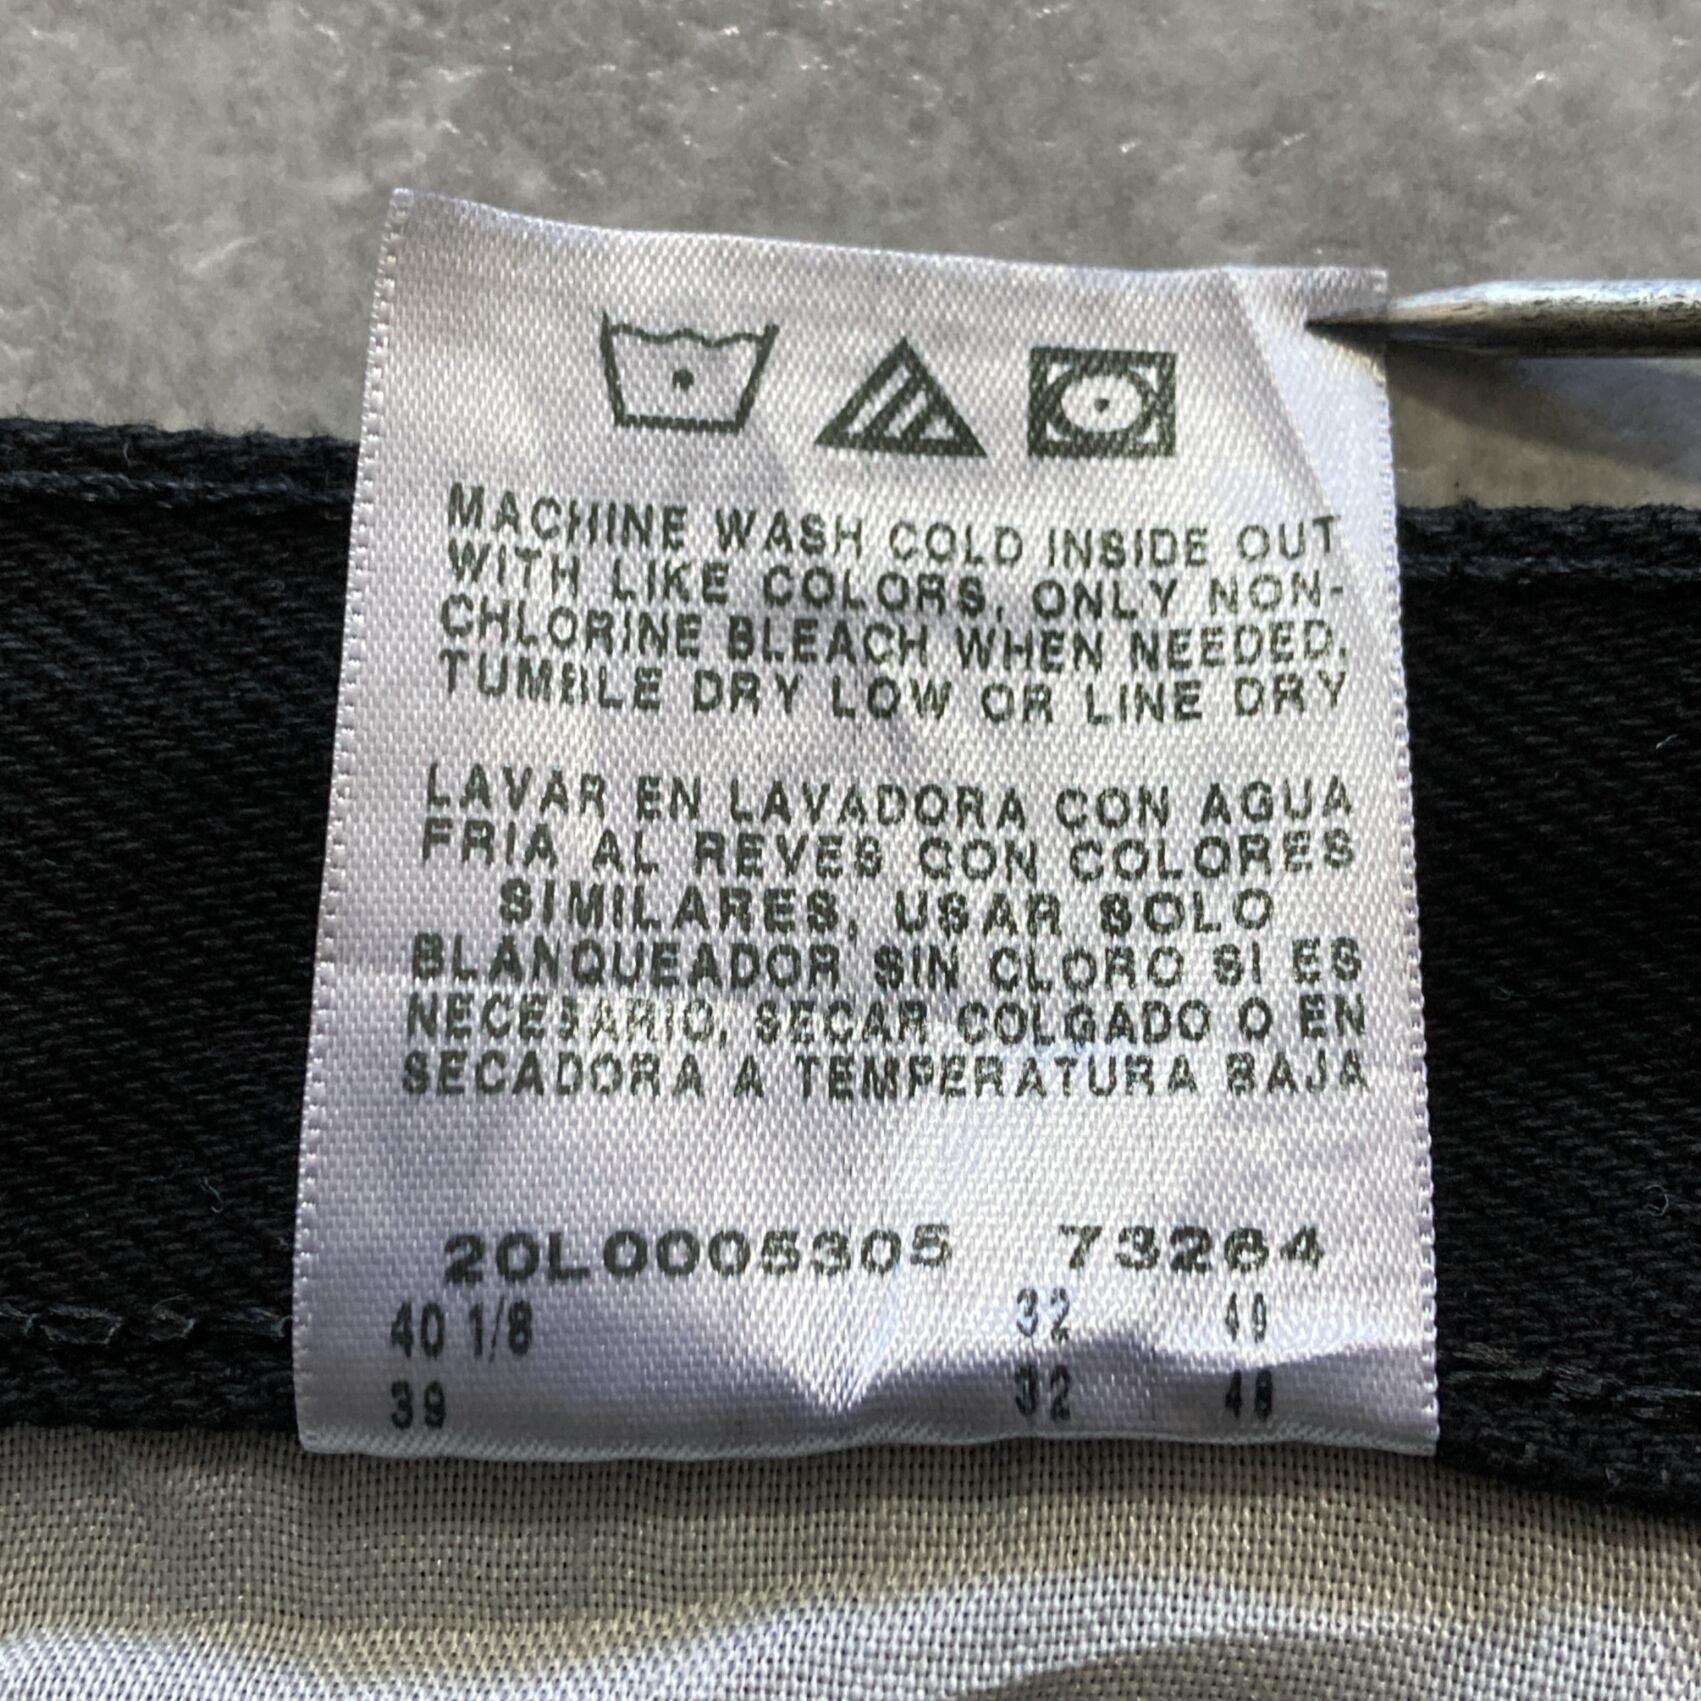 MACHINE WASH COLD INSIDE OUT
WITH LIKE COLORS, ONLY NON-
CHLORINE BLEACH WHEN NEEDED,
TUMBLE DRY LOW OR LINE DRY
LAVAR EN LAVADORA CON AGUA
FRIA AL REVES CON COLORES
SIMILARES, USAR SOLO
BLANQUEADOR SIN CLORO SI ES
NECESARIO, SECAR COLGADO O EN
SECADORA A TEMPERATURA BAJA
20L0005305 73264
40 1/8 32 49
39 32 48